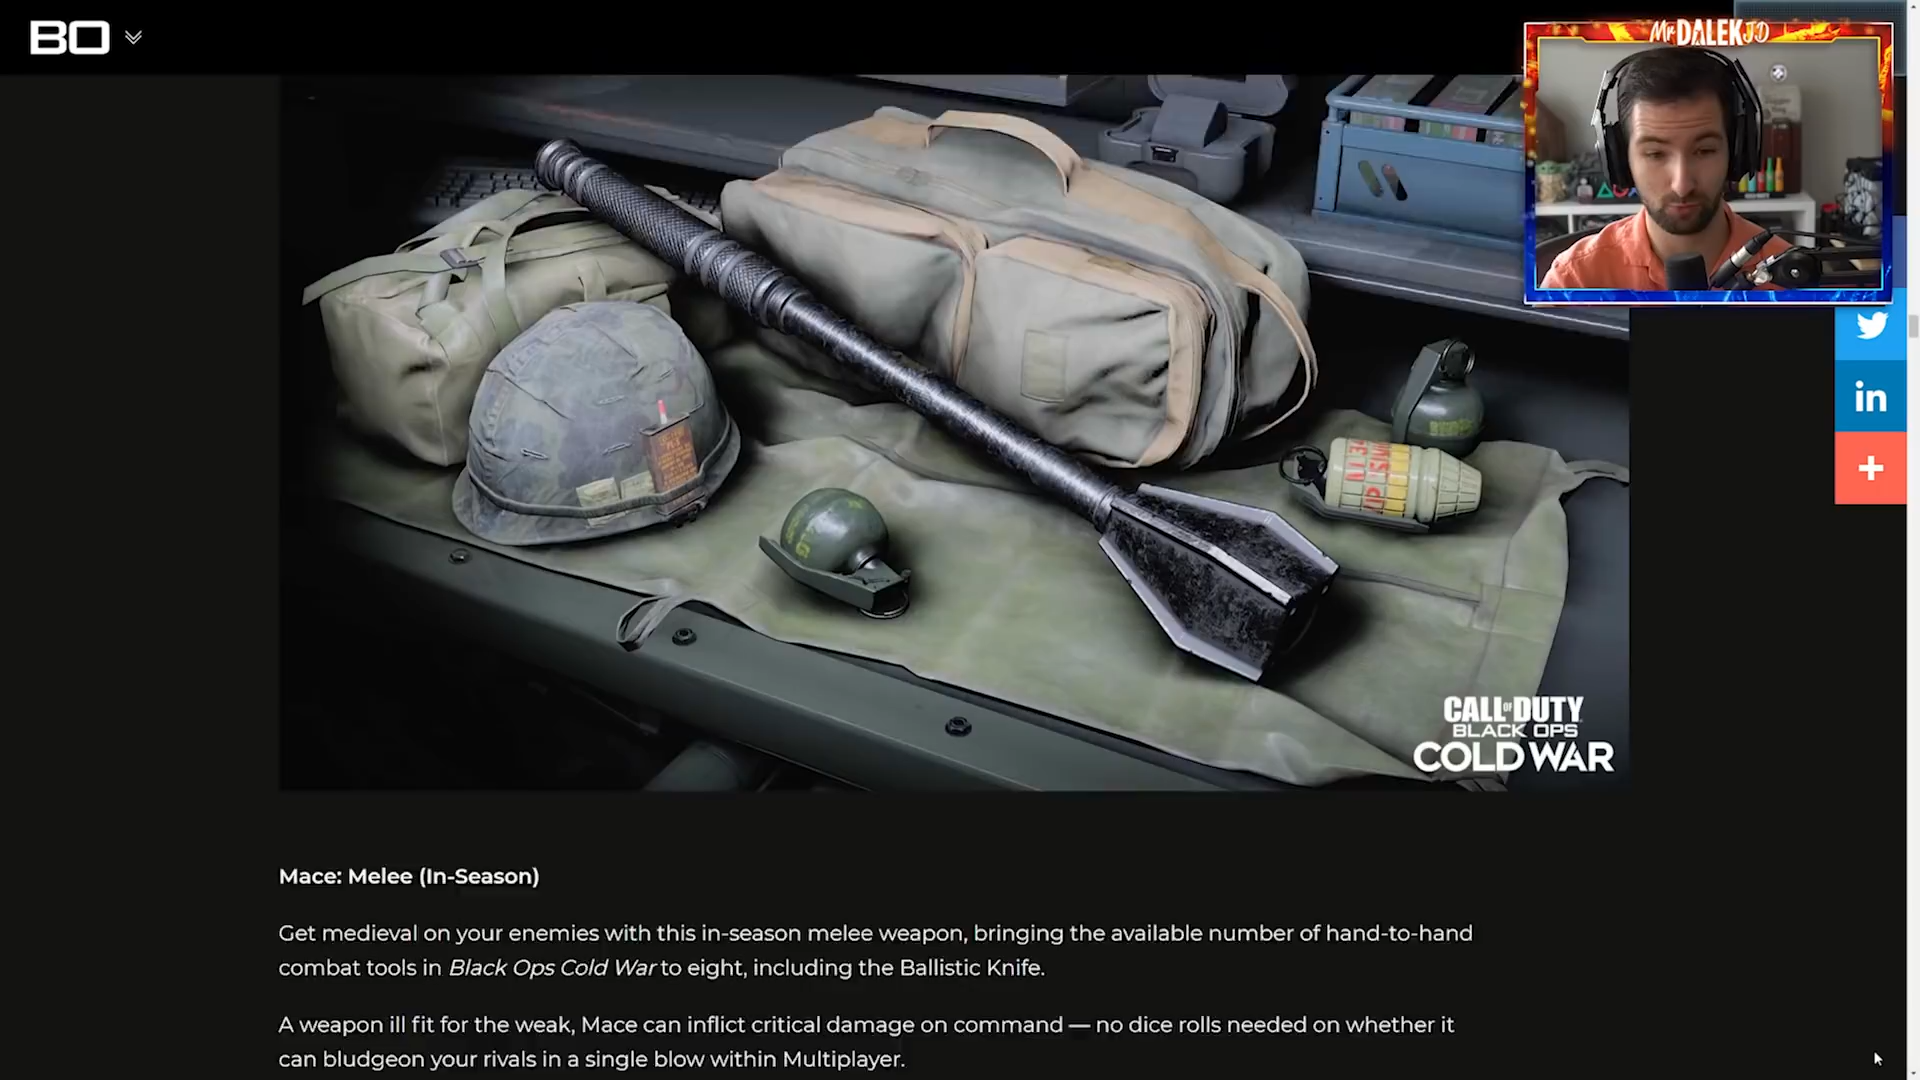 BO
Mr DALEKJD
in
CALL OF DUTY
BLACK OPS
COLD WAR
Mace: Melee (In-Season)
Get medieval on your enemies with this in-season melee weapon, bringing the available number of hand-to-hand
combat tools in Black Ops Cold War to eight, including the Ballistic Knife.
A weapon ill fit for the weak, Mace can inflict critical damage on command — no dice rolls needed on whether it
can bludgeon your rivals in a single blow within Multiplayer.